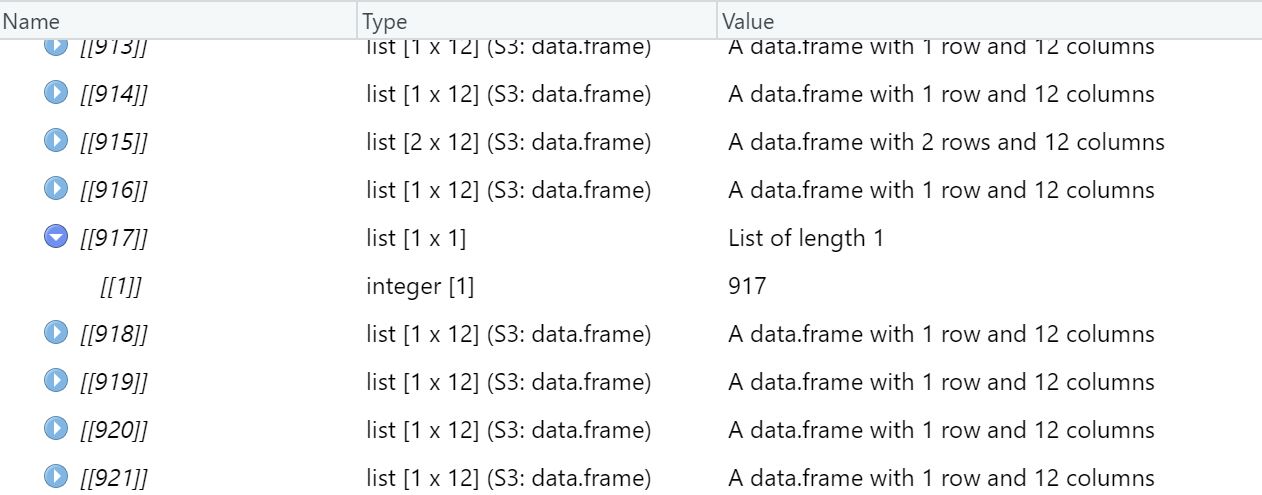 Name Type Value
[[913]] list [1 x 12] (S3: data.frame) A data.frame with 1 row and 12 columns
[[914]] list [1 x 12] (S3: data.frame) A data.frame with 1 row and 12 columns
[[915]] list [2 x 12] (S3: data.frame) A data.frame with 2 rows and 12 columns
[[916]] list [1 x 12] (S3: data.frame) A data.frame with 1 row and 12 columns
[[917]] list [1 x 1] List of length 1
[[1]] integer [1] 917
[[918]] list [1 x 12] (S3: data.frame) A data.frame with 1 row and 12 columns
[[919]] list [1 x 12] (S3: data.frame) A data.frame with 1 row and 12 columns
[[920]] list [1 x 12] (S3: data.frame) A data.frame with 1 row and 12 columns
[[921]] list [1 x 12] (S3: data.frame) A data.frame with 1 row and 12 columns